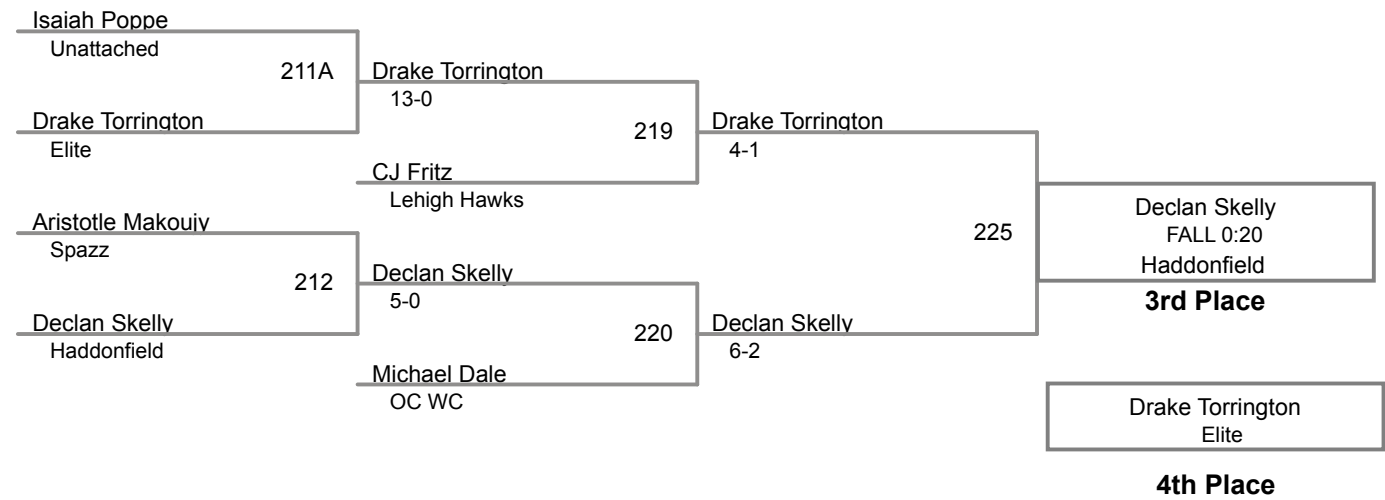 Isaiah Poppe
Unattached
211A
Drake Torrington
13-0
Drake Torrington
Elite
219
Drake Torrington
4-1
CJ Fritz
Lehigh Hawks
Aristotle Makoujy
Spazz
212
Declan Skelly
5-0
Declan Skelly
Haddonfield
220
Declan Skelly
6-2
Michael Dale
OC WC
225
Declan Skelly
FALL 0:20
Haddonfield
3rd Place
Drake Torrington
Elite
4th Place